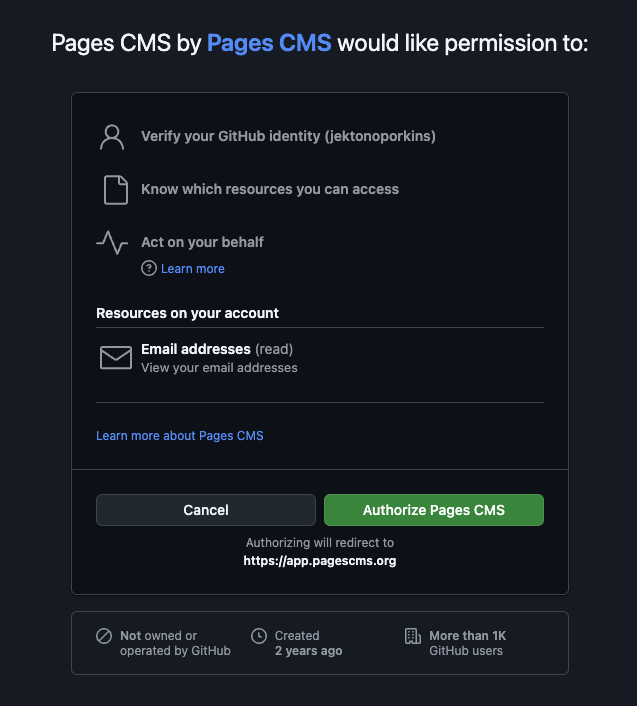 Pages CMS by Pages CMS would like permission to:
Verify your GitHub identity (jektonoporkins)
Know which resources you can access
Act on your behalf
Learn more
Resources on your account
Email addresses (read)
View your email addresses
Learn more about Pages CMS
Cancel
Authorize Pages CMS
Authorizing will redirect to
https://app.pagescms.org
Not owned or
operated by GitHub
Created
2 years ago
More than 1K
GitHub users